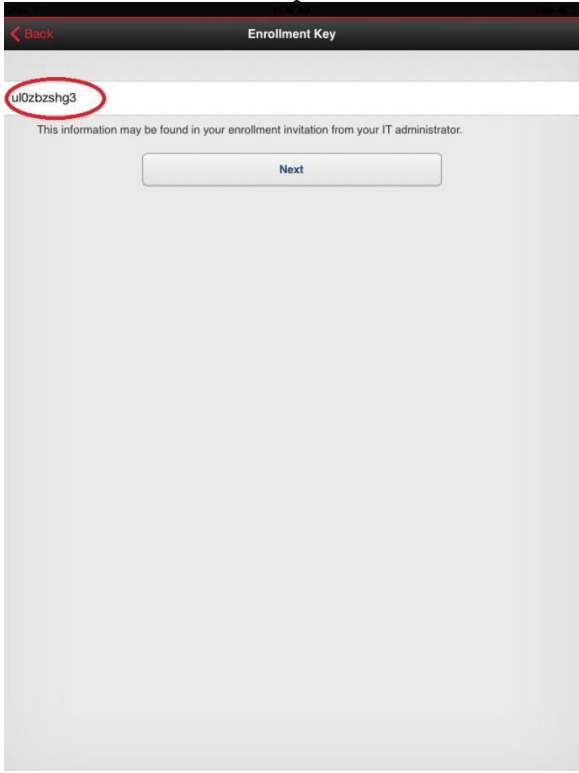 Back
Enrollment Key
ul0zbzshg3
This information may be found in your enrollment invitation from your IT administrator.
Next